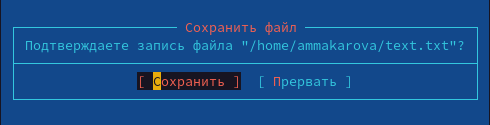 Сохранить файл
Подтверждаете запись файла "/home/ammakarova/text.txt"?
[ Сохранить ] [ Прервать ]